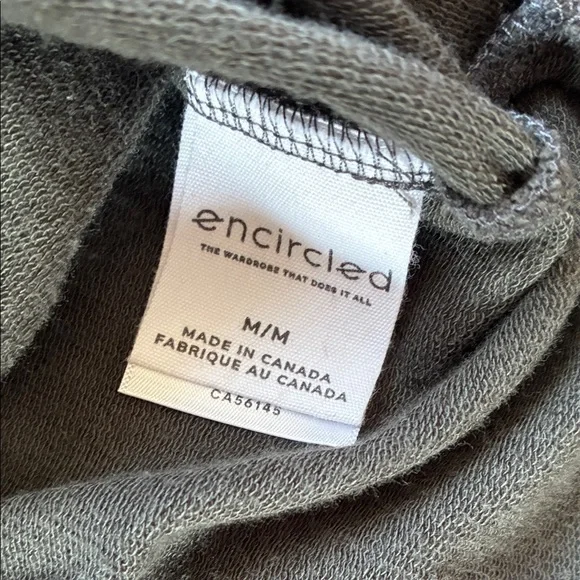 encircled
THE WARDROBE THAT DOES IT ALL
M/M
MADE IN CANADA
FABRIQUE AU CANADA
CA56145